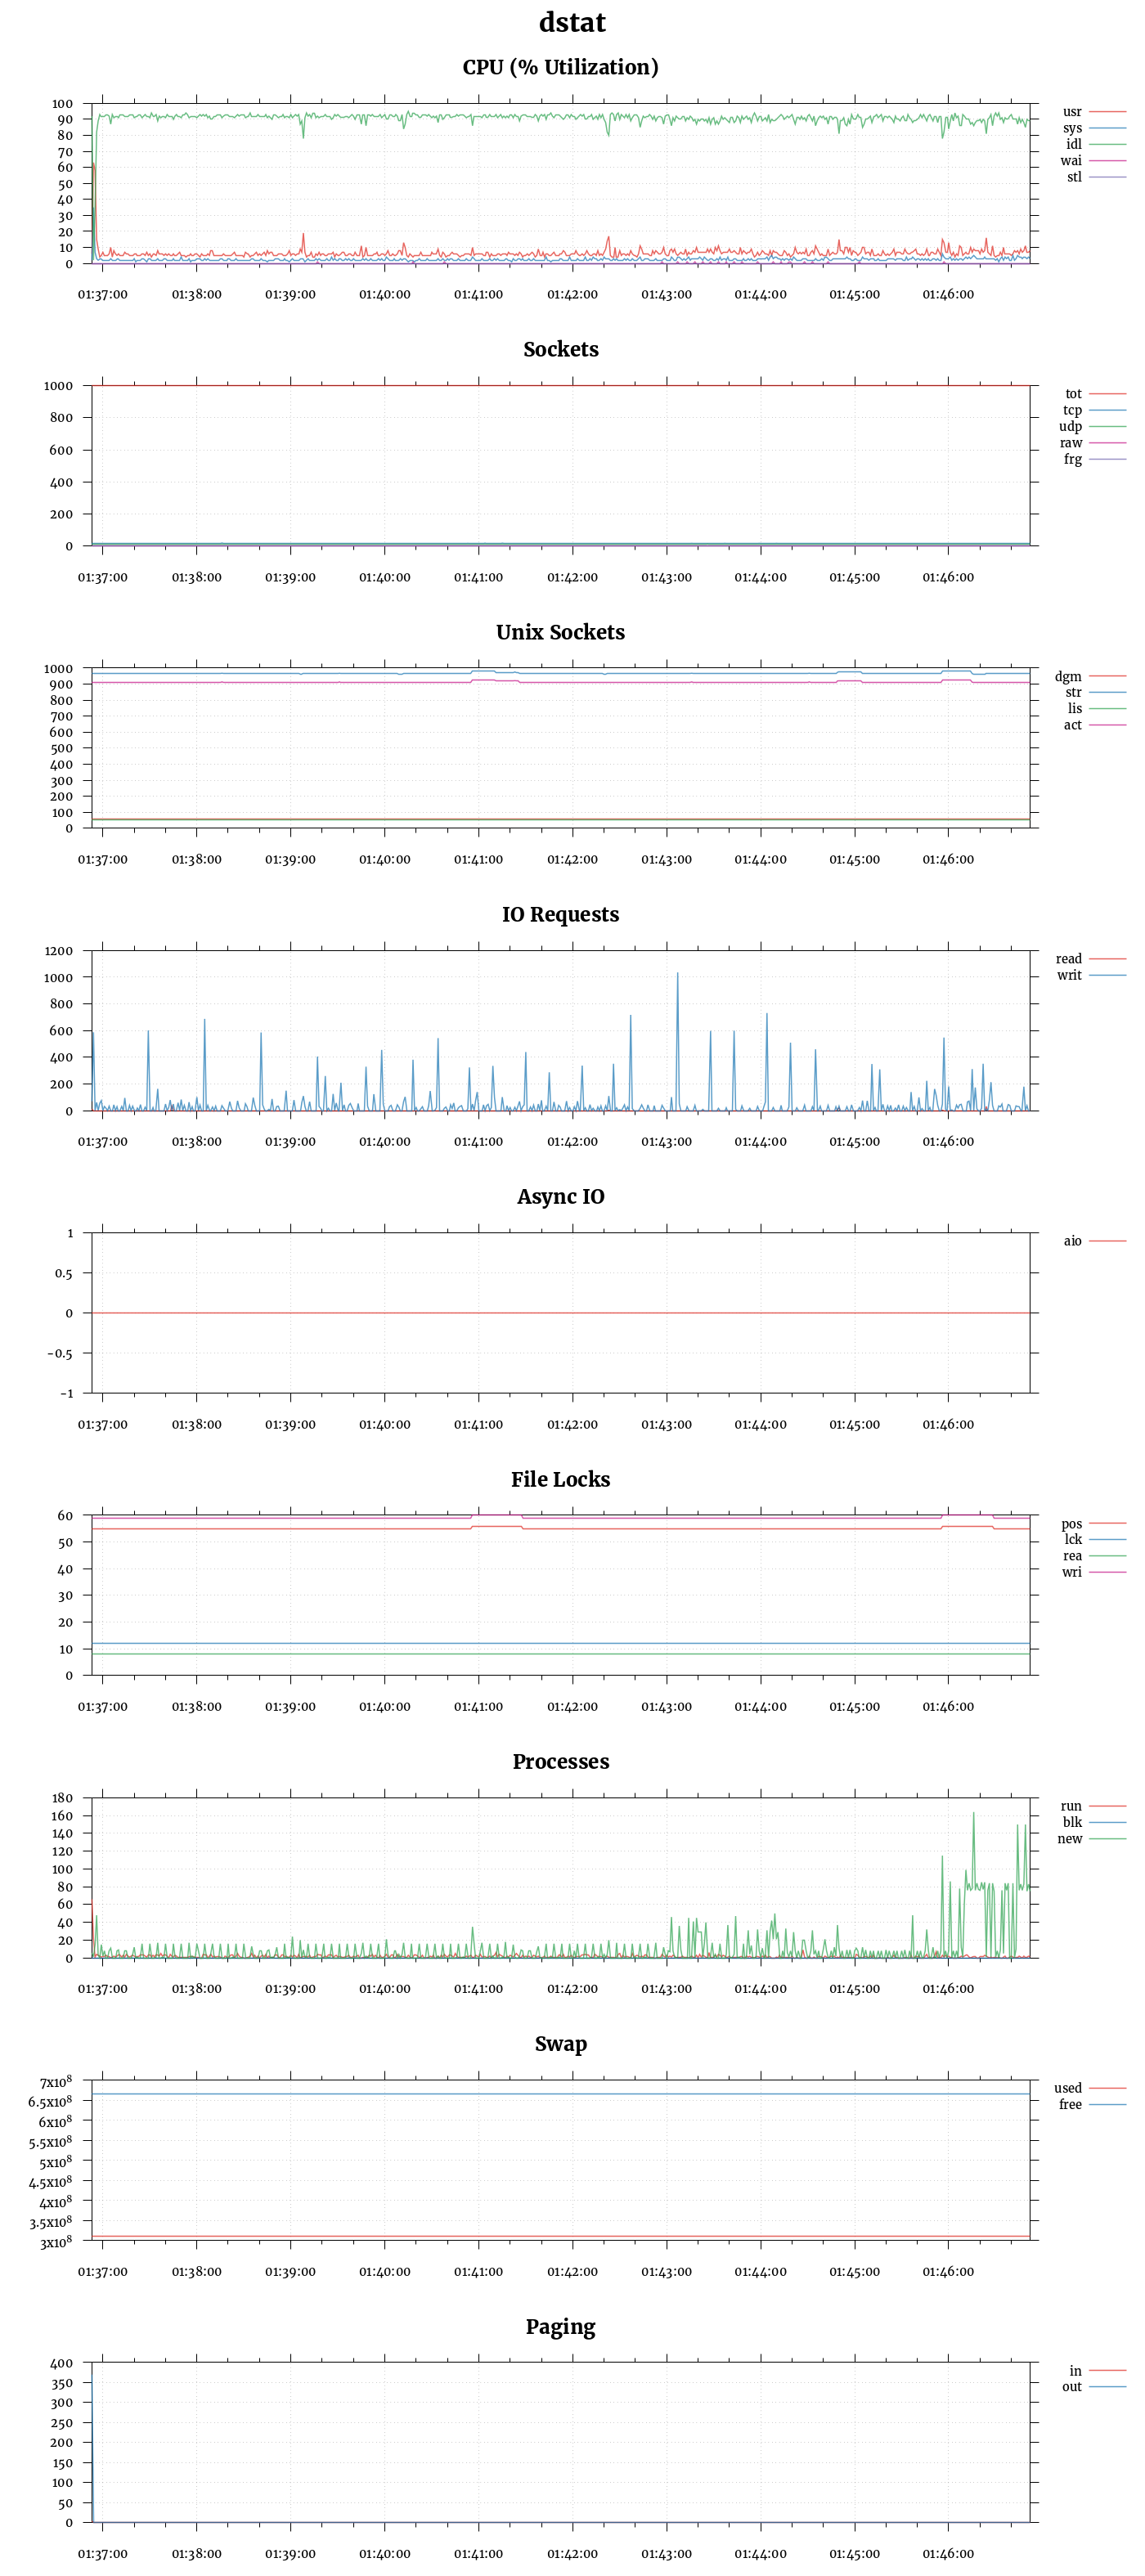 dstat
CPU (% Utilization)
100
90
80
70
60
50
40
30
20
10
0
01:37:00 01:38:00 01:39:00 01:40:00 01:41:00 01:42:00 01:43:00 01:44:00 01:45:00 01:46:00
usr
sys
idl
wai
stl
Sockets
1000
800
600
400
200
0
01:37:00 01:38:00 01:39:00 01:40:00 01:41:00 01:42:00 01:43:00 01:44:00 01:45:00 01:46:00
tot
tcp
udp
raw
frg
Unix Sockets
1000
900
800
700
600
500
400
300
200
100
0
01:37:00 01:38:00 01:39:00 01:40:00 01:41:00 01:42:00 01:43:00 01:44:00 01:45:00 01:46:00
dgm
str
lis
act
IO Requests
1200
1000
800
600
400
200
0
01:37:00 01:38:00 01:39:00 01:40:00 01:41:00 01:42:00 01:43:00 01:44:00 01:45:00 01:46:00
read
writ
Async IO
1
0.5
0
-0.5
-1
01:37:00 01:38:00 01:39:00 01:40:00 01:41:00 01:42:00 01:43:00 01:44:00 01:45:00 01:46:00
aio
File Locks
60
50
40
30
20
10
0
01:37:00 01:38:00 01:39:00 01:40:00 01:41:00 01:42:00 01:43:00 01:44:00 01:45:00 01:46:00
pos
lck
rea
wri
Processes
180
160
140
120
100
80
60
40
20
0
01:37:00 01:38:00 01:39:00 01:40:00 01:41:00 01:42:00 01:43:00 01:44:00 01:45:00 01:46:00
run
blk
new
Swap
7x10⁸
6.5x10⁸
6x10⁸
5.5x10⁸
5x10⁸
4.5x10⁸
4x10⁸
3.5x10⁸
3x10⁸
01:37:00 01:38:00 01:39:00 01:40:00 01:41:00 01:42:00 01:43:00 01:44:00 01:45:00 01:46:00
used
free
Paging
400
350
300
250
200
150
100
50
0
01:37:00 01:38:00 01:39:00 01:40:00 01:41:00 01:42:00 01:43:00 01:44:00 01:45:00 01:46:00
in
out